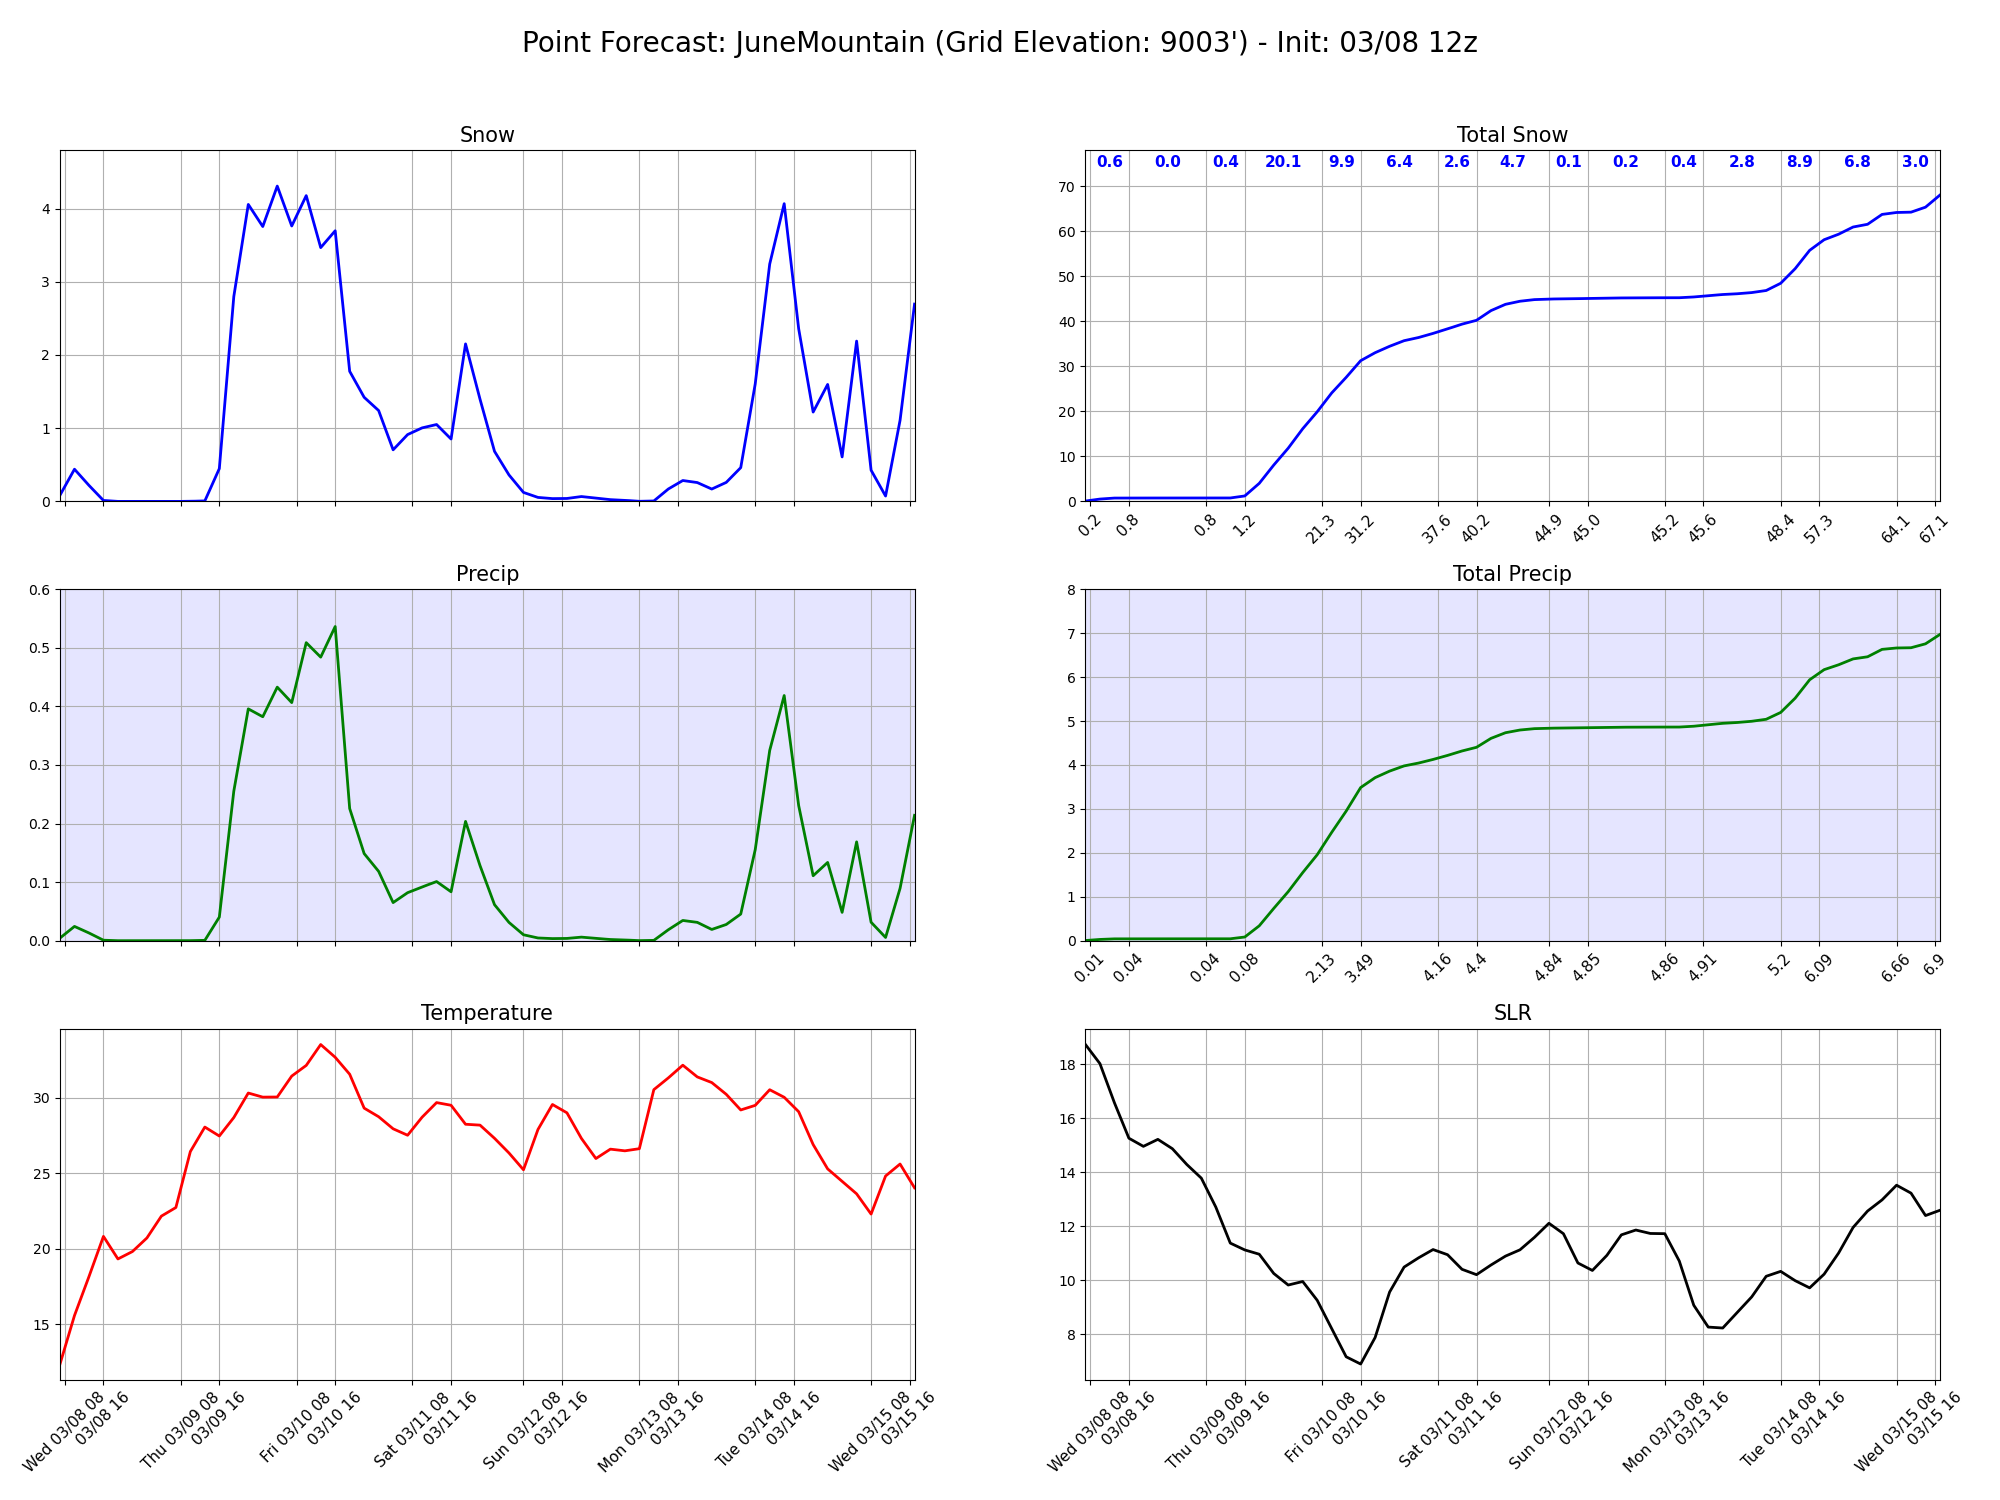 Point Forecast: JuneMountain (Grid Elevation: 9003') - Init: 03/08 12z
Snow
4
3
2
1
0
Total Snow
0.6 0.0 0.4 20.1 9.9 6.4 2.6 4.7 0.1 0.2 0.4 2.8 8.9 6.8 3.0
70
60
50
40
30
20
10
0
0.2 0.8 0.8 1.2 21.3 31.2 37.6 40.2 44.9 45.0 45.2 45.6 48.4 57.3 64.1 67.1
Precip
0.6
0.5
0.4
0.3
0.2
0.1
0.0
Total Precip
8
7
6
5
4
3
2
1
0
0.01 0.04 0.04 0.08 2.13 3.49 4.16 4.4 4.84 4.85 4.86 4.91 5.2 6.09 6.66 6.9
Temperature
30
25
20
15
Wed 03/08 08
03/08 16
Thu 03/09 08
03/09 16
Fri 03/10 08
03/10 16
Sat 03/11 08
03/11 16
Sun 03/12 08
03/12 16
Mon 03/13 08
03/13 16
Tue 03/14 08
03/14 16
Wed 03/15 08
03/15 16
SLR
18
16
14
12
10
8
Wed 03/08 08
03/08 16
Thu 03/09 08
03/09 16
Fri 03/10 08
03/10 16
Sat 03/11 08
03/11 16
Sun 03/12 08
03/12 16
Mon 03/13 08
03/13 16
Tue 03/14 08
03/14 16
Wed 03/15 08
03/15 16